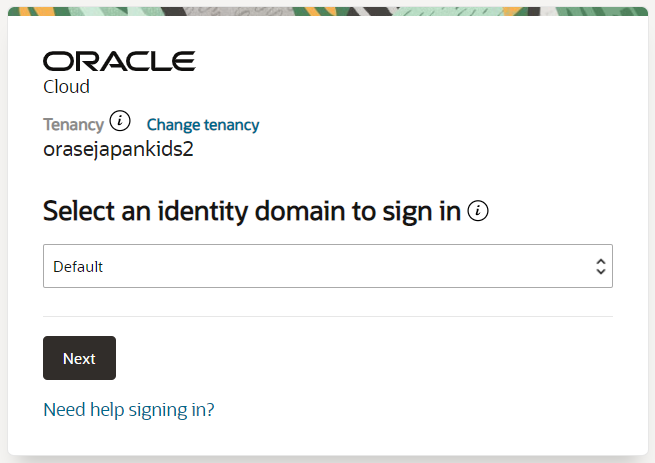 ORACLE
Cloud
Tenancy Change tenancy
orasejapankids2
Select an identity domain to sign in
Default
Next
Need help signing in?